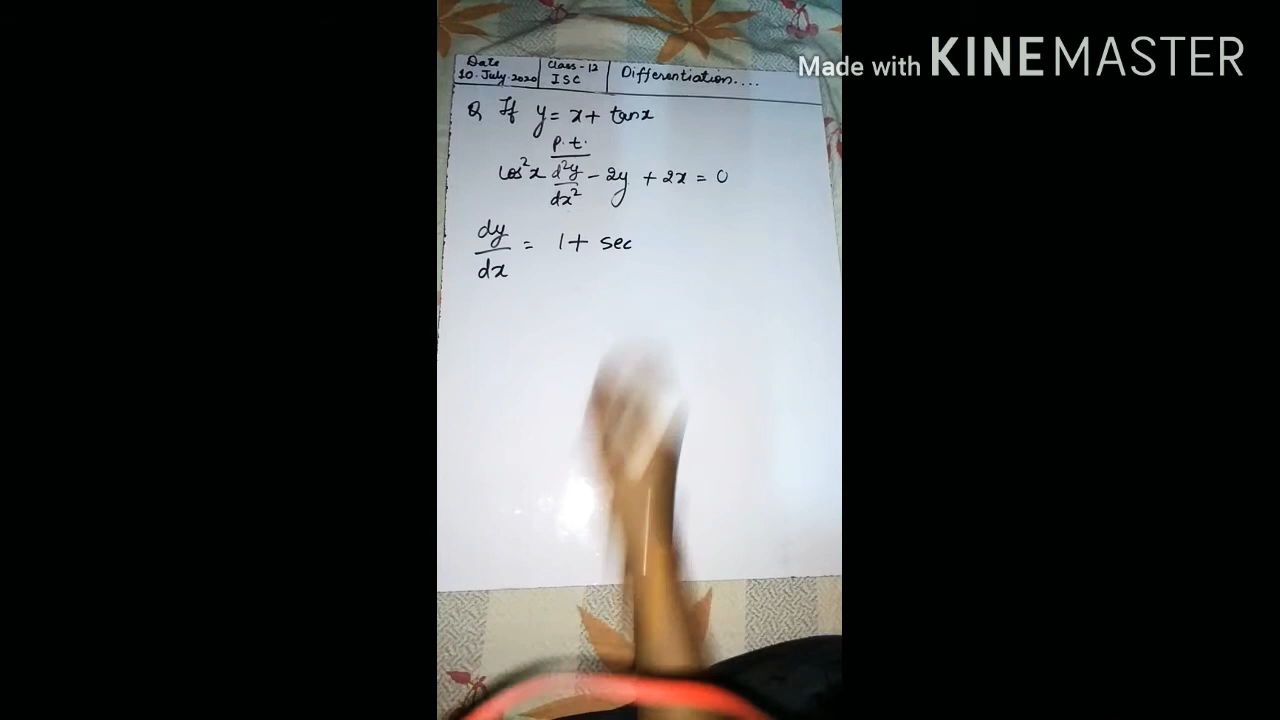 Made with KINEMASTER
Date
10. July 2020
Class - 12
ISC
Differentiation....
Q If y = x + tanx
p.t.
cos²x d²y/dx² - 2y + 2x = 0
dy/dx = 1 + sec